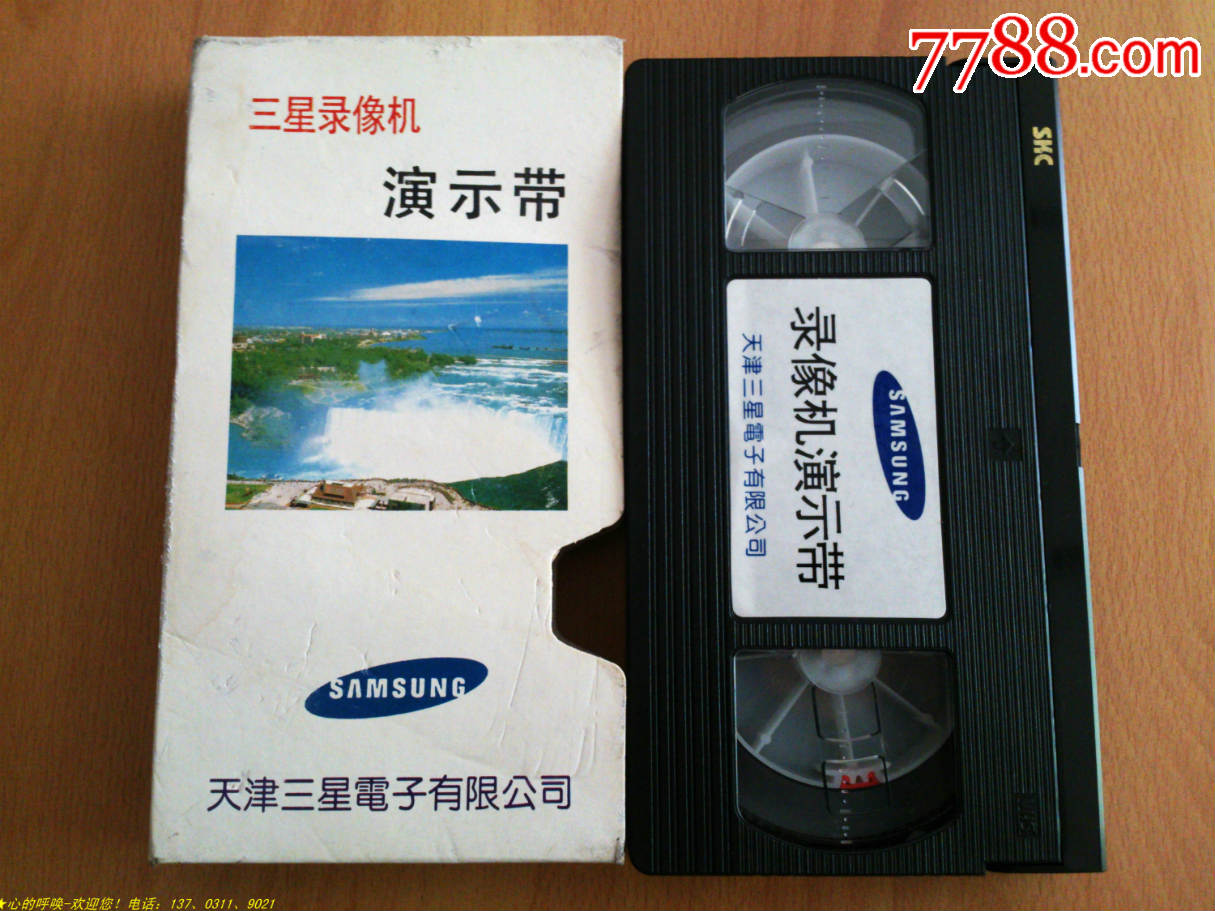 7788.com
三星录像机
演示带
SAMSUNG
天津三星電子有限公司
SKC
SAMSUNG
录像机演示带
天津三星電子有限公司
VHS
★心的呼唤-欢迎您！电话：137、0311、9021